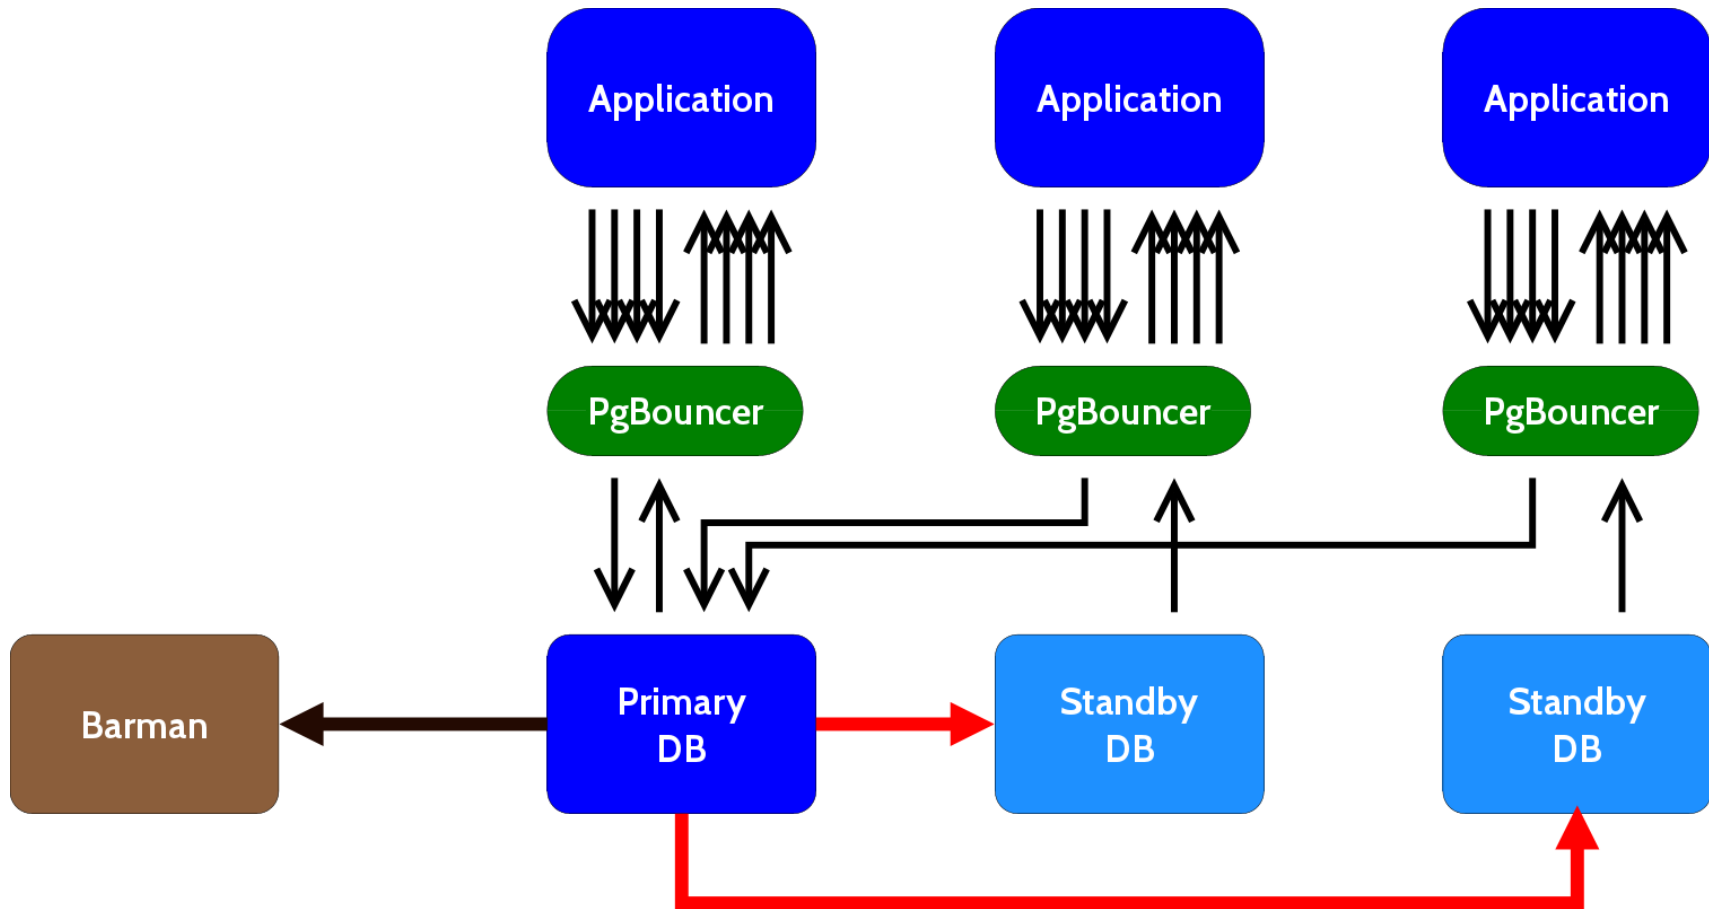 Application
Application
Application
PgBouncer
PgBouncer
PgBouncer
Barman
Primary
DB
Standby
DB
Standby
DB